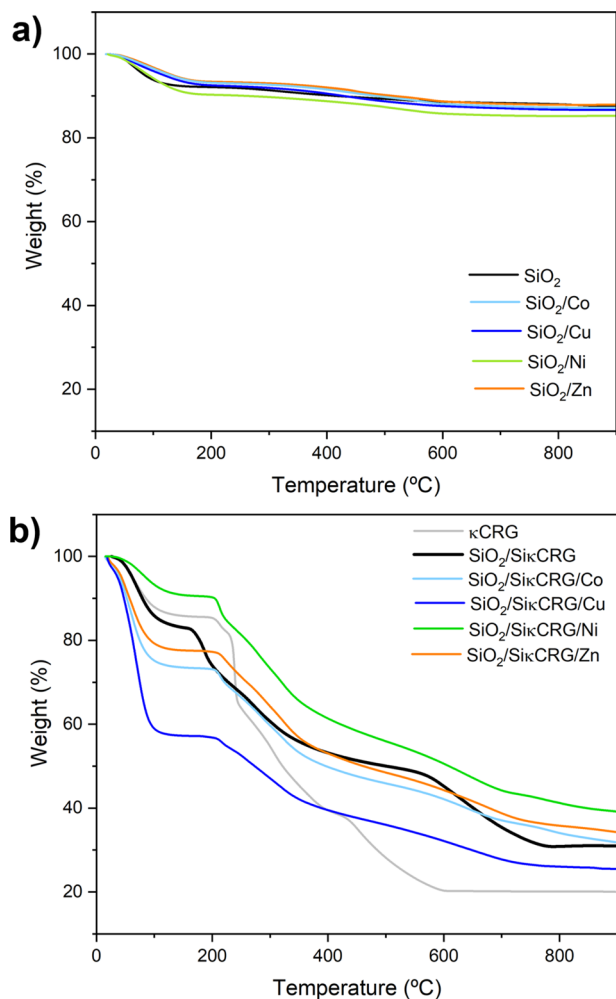 a)
100
80
60
40
20
Weight (%)
SiO₂
SiO₂/Co
SiO₂/Cu
SiO₂/Ni
SiO₂/Zn
0 200 400 600 800
Temperature (ºC)
b)
100
80
60
40
20
Weight (%)
κCRG
SiO₂/SiκCRG
SiO₂/SiκCRG/Co
SiO₂/SiκCRG/Cu
SiO₂/SiκCRG/Ni
SiO₂/SiκCRG/Zn
0 200 400 600 800
Temperature (ºC)